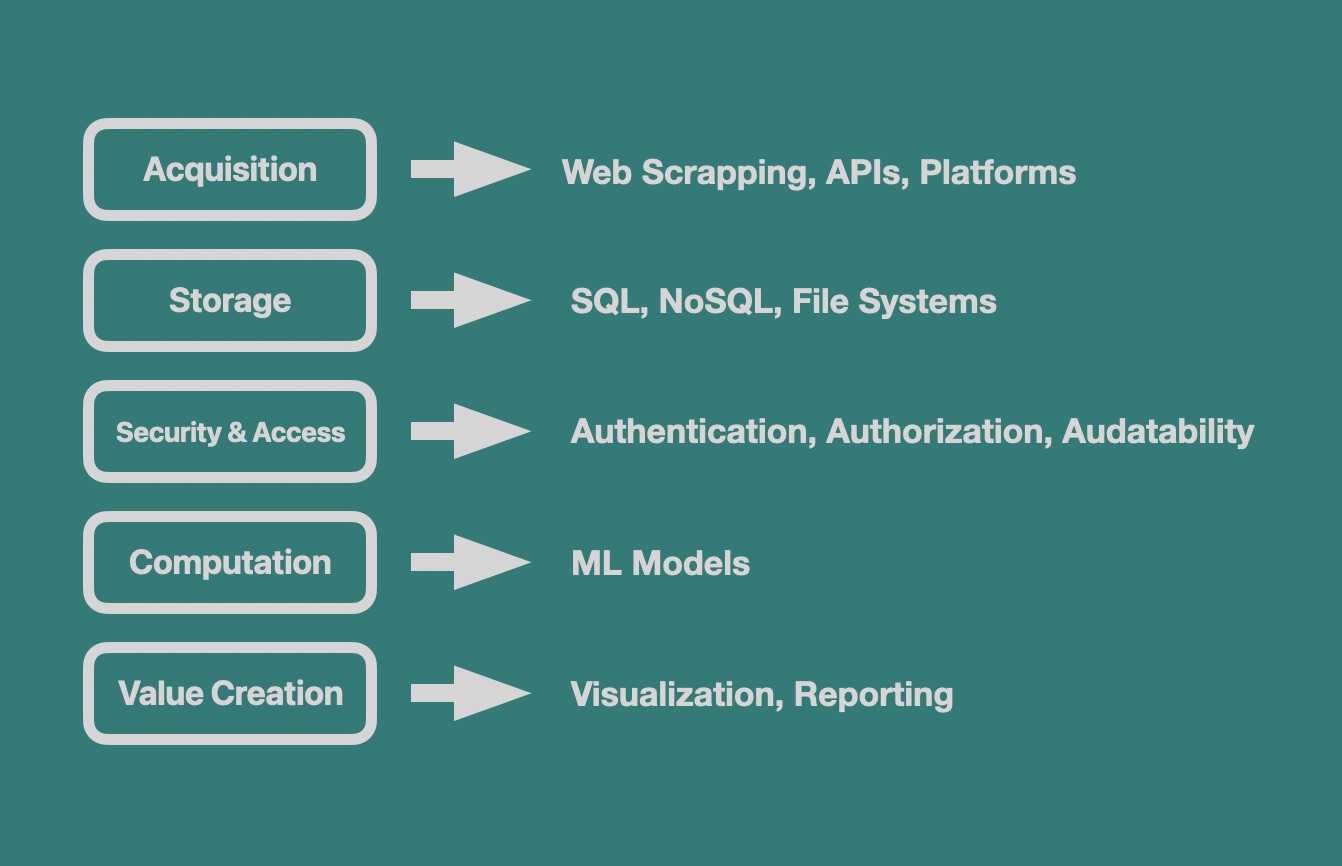 Acquisition
Web Scrapping, APIs, Platforms
Storage
SQL, NoSQL, File Systems
Security & Access
Authentication, Authorization, Audatability
Computation
ML Models
Value Creation
Visualization, Reporting